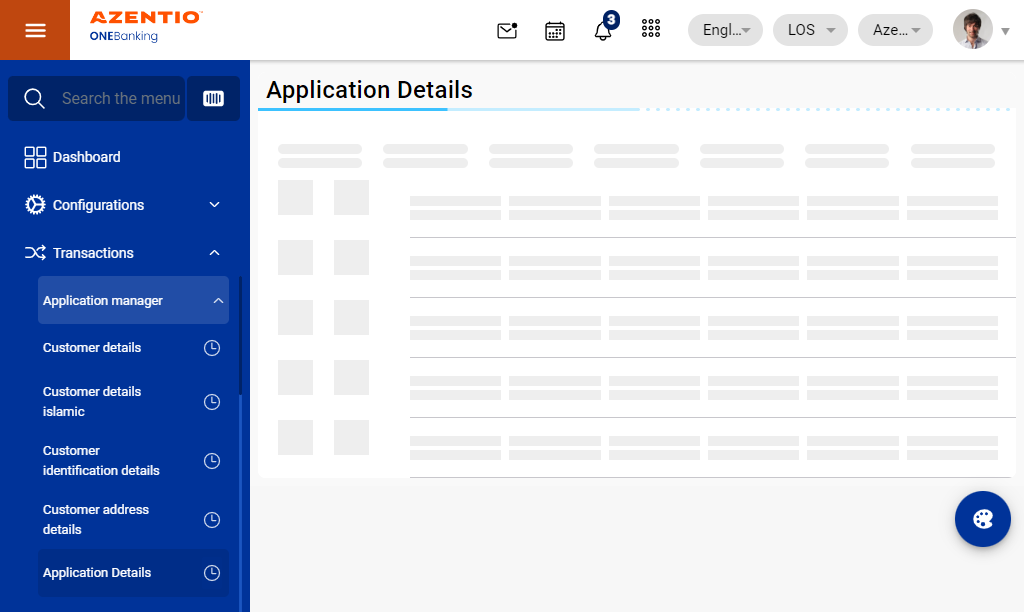 AZENTIO
ONEBanking
3
Engl...
LOS
Aze...
Search the menu
Application Details
Dashboard
Configurations
Transactions
Application manager
Customer details
Customer details
islamic
Customer
identification details
Customer address
details
Application Details